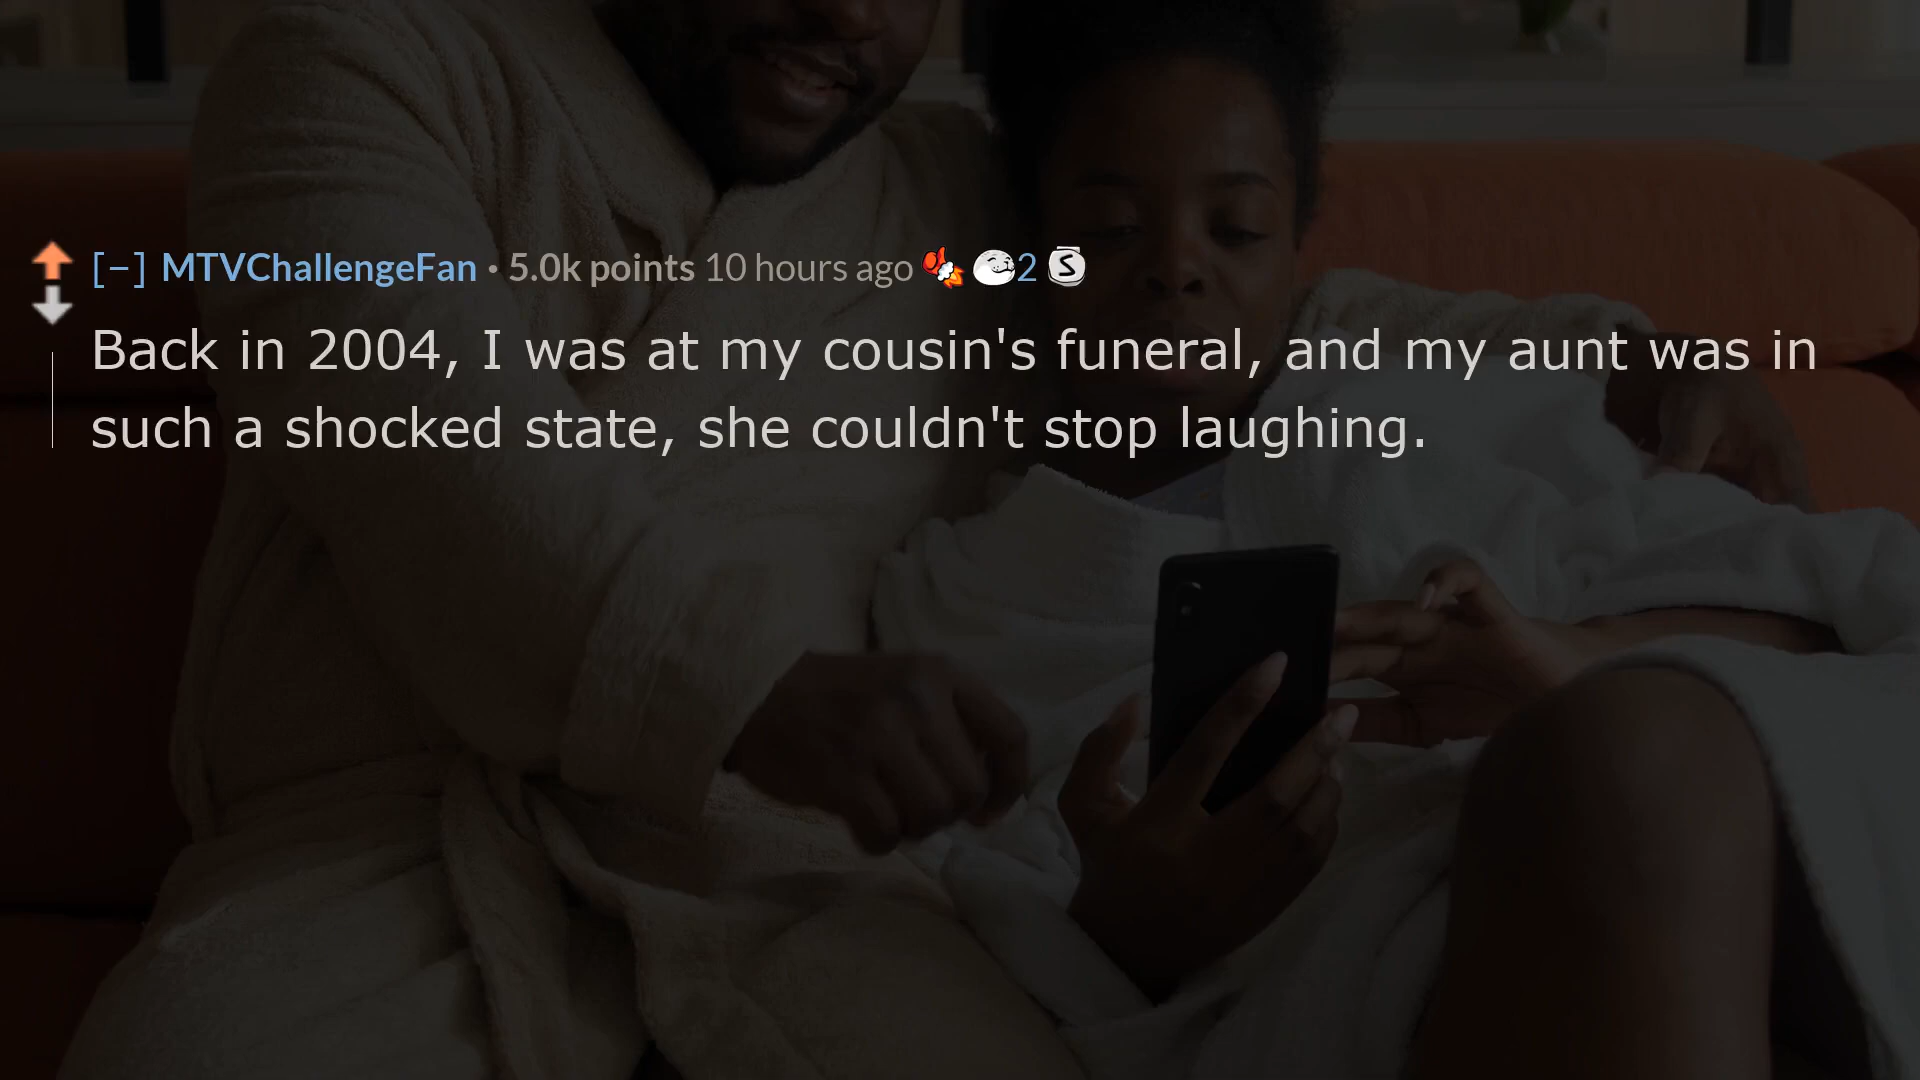 [–] MTVChallengeFan · 5.0k points 10 hours ago 2 S
Back in 2004, I was at my cousin's funeral, and my aunt was in
such a shocked state, she couldn't stop laughing.